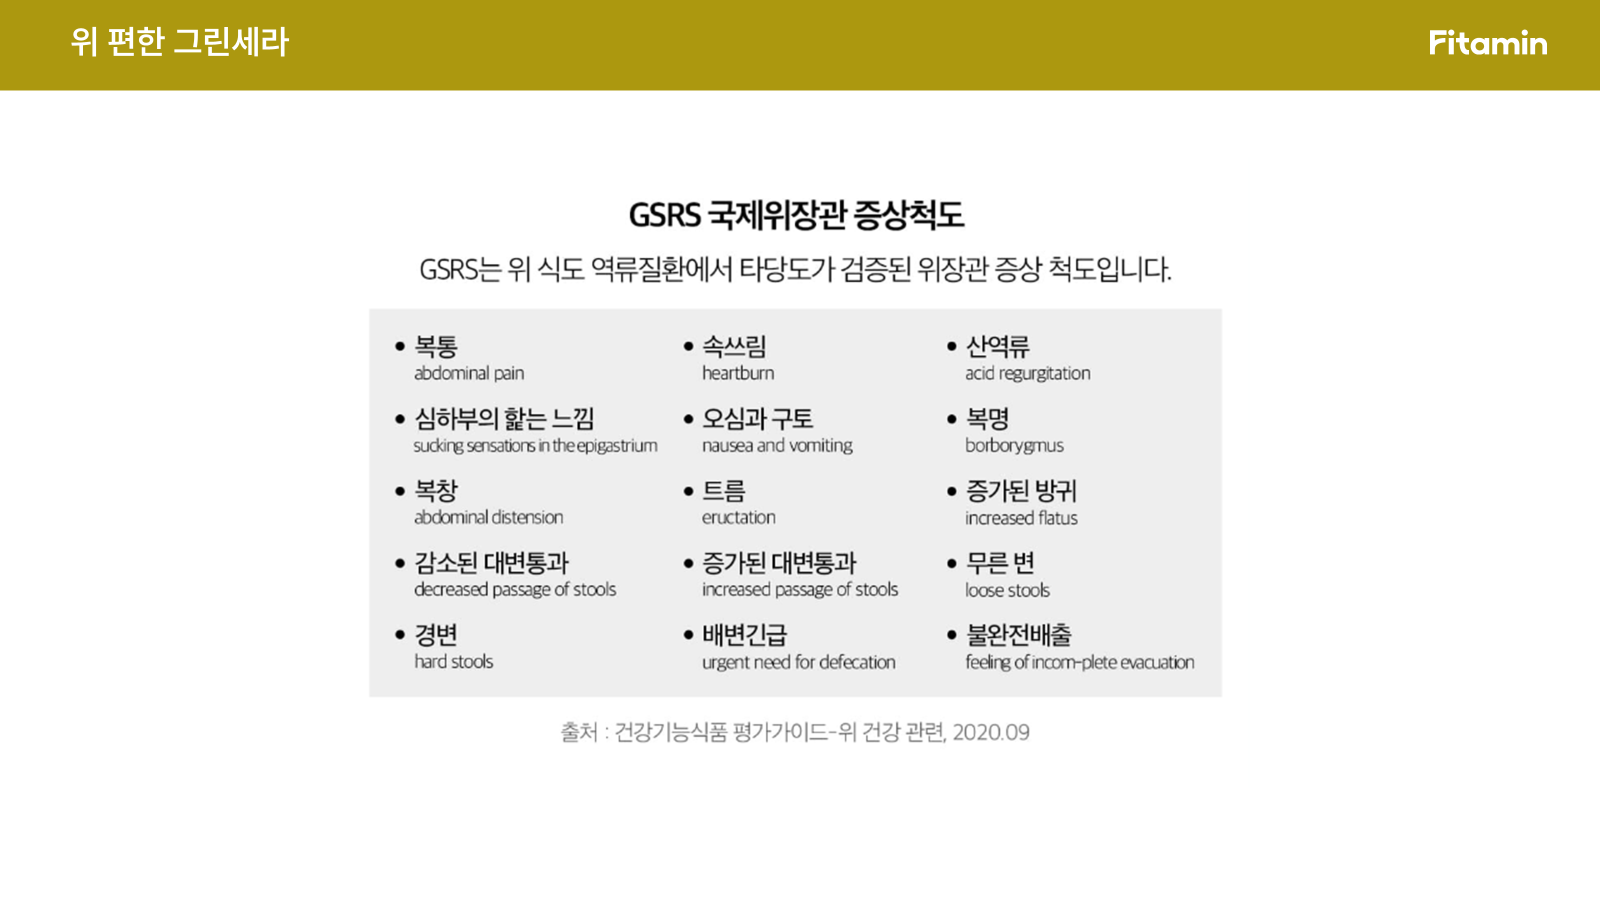 위 편한 그린세라
Fitamin
GSRS 국제위장관 증상척도
GSRS는 위 식도 역류질환에서 타당도가 검증된 위장관 증상 척도입니다.
• 복통
abdominal pain
• 속쓰림
heartburn
• 산역류
acid regurgitation
• 심하부의 핥는 느낌
sucking sensations in the epigastrium
• 오심과 구토
nausea and vomiting
• 복명
borborygmus
• 복창
abdominal distension
• 트름
eructation
• 증가된 방귀
increased flatus
• 감소된 대변통과
decreased passage of stools
• 증가된 대변통과
increased passage of stools
• 무른 변
loose stools
• 경변
hard stools
• 배변긴급
urgent need for defecation
• 불완전배출
feeling of incom-plete evacuation
출처 : 건강기능식품 평가가이드-위 건강 관련, 2020.09